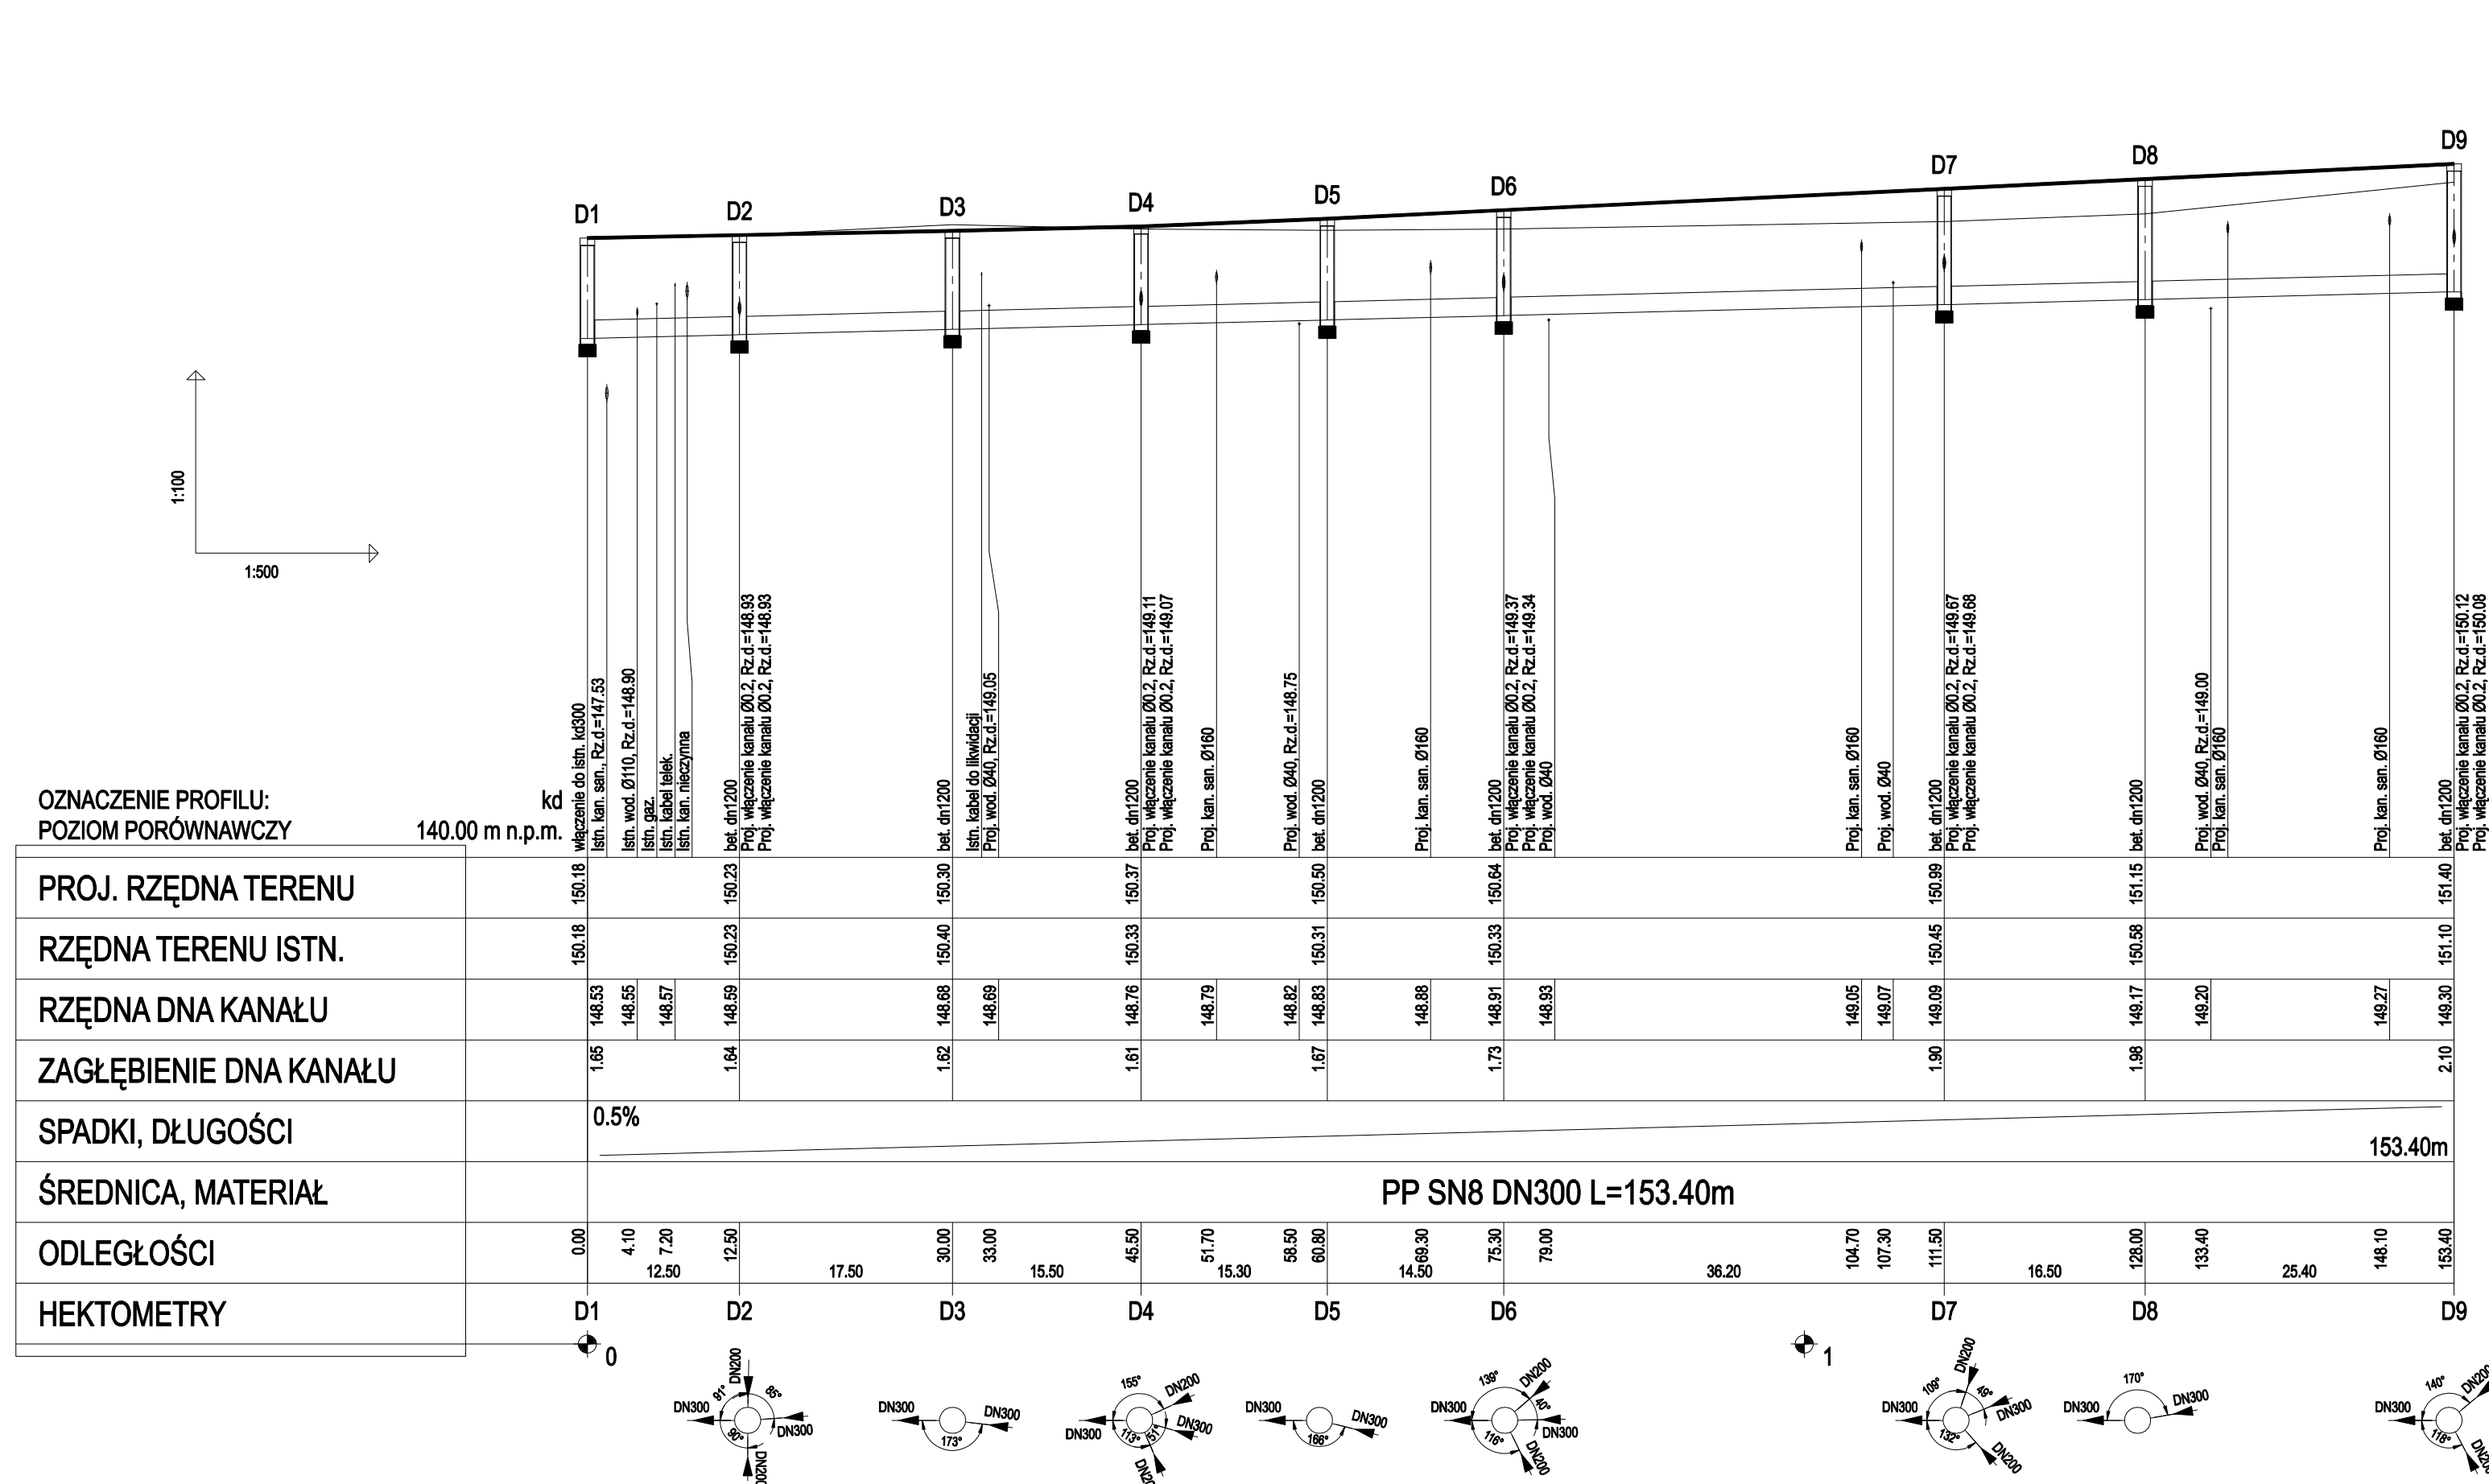 D1 D2 D3 D4 D5 D6 D7 D8 D9
1:100
1:500
włączenie do istn. kd300
Istn. kan. san., Rz.d.=147.53
Istn. wod. Ø110, Rz.d.=148.90
Istn. gaz.
Istn. kabel telek.
Istn. kan. nieczynna
bet. dn1200
Proj. włączenie kanału Ø0.2, Rz.d.=148.93
Proj. włączenie kanału Ø0.2, Rz.d.=148.93
bet. dn1200
Istn. kabel do likwidacji
Proj. wod. Ø40, Rz.d.=149.05
bet. dn1200
Proj. włączenie kanału Ø0.2, Rz.d.=149.11
Proj. włączenie kanału Ø0.2, Rz.d.=149.07
Proj. kan. san. Ø160
Proj. wod. Ø40, Rz.d.=148.75
bet. dn1200
Proj. kan. san. Ø160
bet. dn1200
Proj. włączenie kanału Ø0.2, Rz.d.=149.37
Proj. włączenie kanału Ø0.2, Rz.d.=149.34
Proj. wod. Ø40
Proj. kan. san. Ø160
Proj. wod. Ø40
bet. dn1200
Proj. włączenie kanału Ø0.2, Rz.d.=149.67
Proj. włączenie kanału Ø0.2, Rz.d.=149.68
bet. dn1200
Proj. wod. Ø40, Rz.d.=149.00
Proj. kan. san. Ø160
Proj. kan. san. Ø160
bet. dn1200
Proj. włączenie kanału Ø0.2, Rz.d.=150.12
Proj. włączenie kanału Ø0.2, Rz.d.=150.08
OZNACZENIE PROFILU: kd
POZIOM PORÓWNAWCZY 140.00 m n.p.m.
PROJ. RZĘDNA TERENU 150.18 150.23 150.30 150.37 150.50 150.64 150.99 151.15 151.40
RZĘDNA TERENU ISTN. 150.18 150.23 150.40 150.33 150.31 150.33 150.45 150.58 151.10
RZĘDNA DNA KANAŁU 148.53 148.55 148.57 148.59 148.68 148.69 148.76 148.79 148.82 148.83 148.88 148.91 148.93 149.05 149.07 149.09 149.17 149.20 149.27 149.30
ZAGŁĘBIENIE DNA KANAŁU 1.65 1.64 1.62 1.61 1.67 1.73 1.90 1.98 2.10
SPADKI, DŁUGOŚCI 0.5% 153.40m
ŚREDNICA, MATERIAŁ PP SN8 DN300 L=153.40m
ODLEGŁOŚCI 0.00 4.10 7.20 12.50 30.00 33.00 45.50 51.70 58.50 60.80 69.30 75.30 79.00 104.70 107.30 111.50 128.00 133.40 148.10 153.40
12.50 17.50 15.50 15.30 14.50 36.20 16.50 25.40
HEKTOMETRY D1 D2 D3 D4 D5 D6 D7 D8 D9
0 1
DN300 91° DN200 85° DN300 90° DN200
DN300 173° DN300
DN300 155° DN200 DN300 51° 113°
DN300 166° DN300
DN300 139° DN200 40° DN300 116° DN200
DN300 109° DN200 49° DN300 132° DN200
DN300 170° DN300
DN300 140° DN200 118°